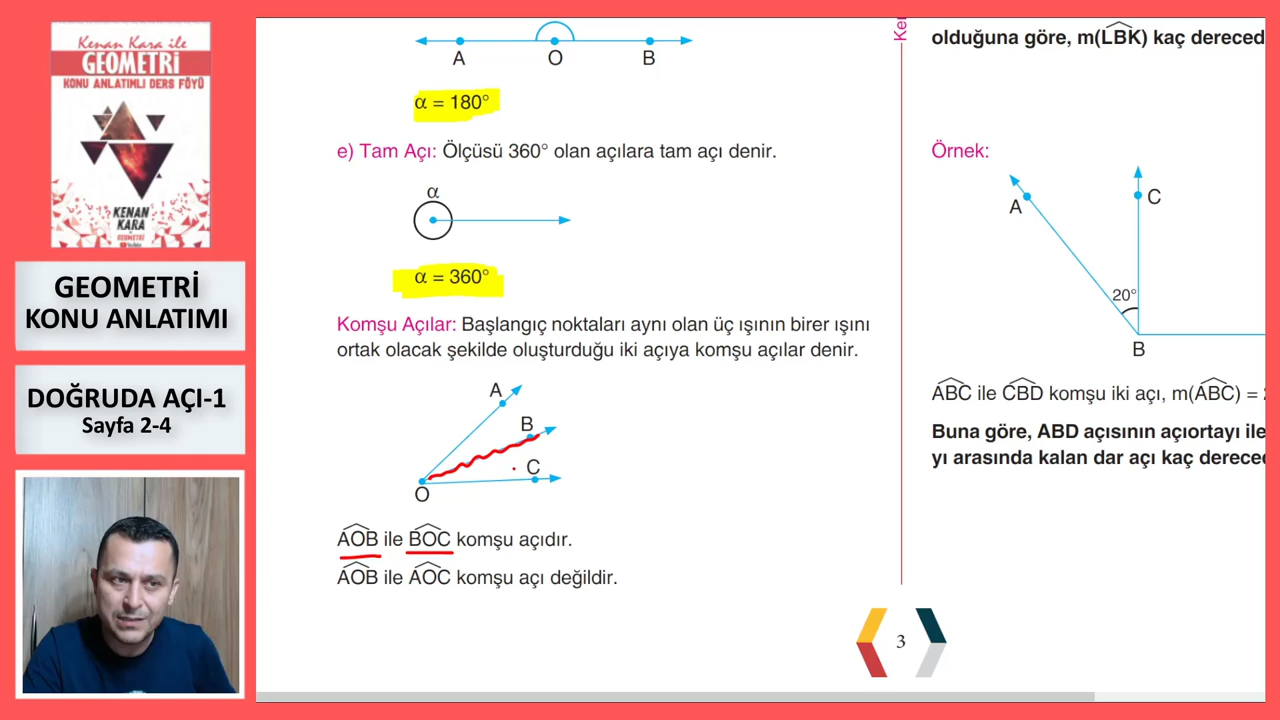 Kenan Kara ile
GEOMETRİ
KONU ANLATIMLI DERS FÖYÜ
KENAN
KARA
GEOMETRİ
YouTube
GEOMETRİ
KONU ANLATIMI
DOĞRUDA AÇI-1
Sayfa 2-4
A O B
α = 180°
e) Tam Açı: Ölçüsü 360° olan açılara tam açı denir.
α
α = 360°
Komşu Açılar: Başlangıç noktaları aynı olan üç ışının birer ışını
ortak olacak şekilde oluşturduğu iki açıya komşu açılar denir.
A
B
C
O
AOB ile BOC komşu açıdır.
AOB ile AOC komşu açı değildir.
3
Ke
olduğuna göre, m(LBK) kaç dereced
Örnek:
A
C
20°
B
ABC ile CBD komşu iki açı, m(ABC) =
Buna göre, ABD açısının açıortayı ile
yı arasında kalan dar açı kaç derece